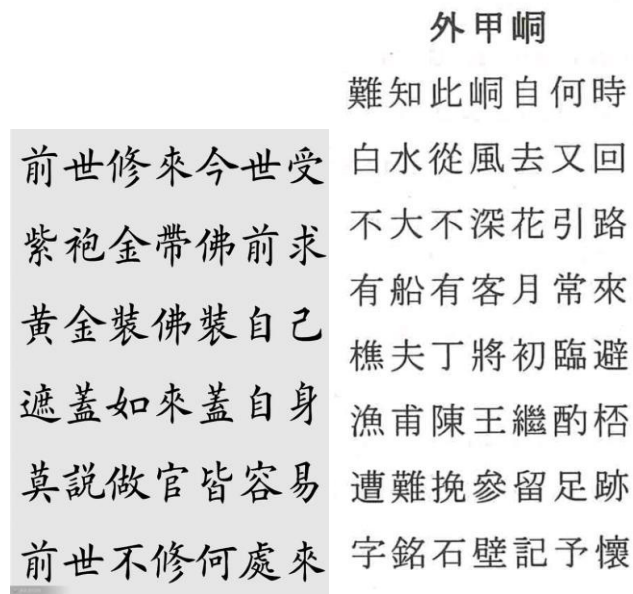 前世修來今世受
紫袍金帶佛前求
黃金裝佛裝自己
遮蓋如來蓋自身
莫説做官皆容易
前世不修何處來
外甲峒
難知此峒自何時
白水從風去又回
不大不深花引路
有船有客月常來
樵夫丁將初臨避
漁甫陳王繼酌桮
遭難挽參留足跡
字銘石壁記予懷